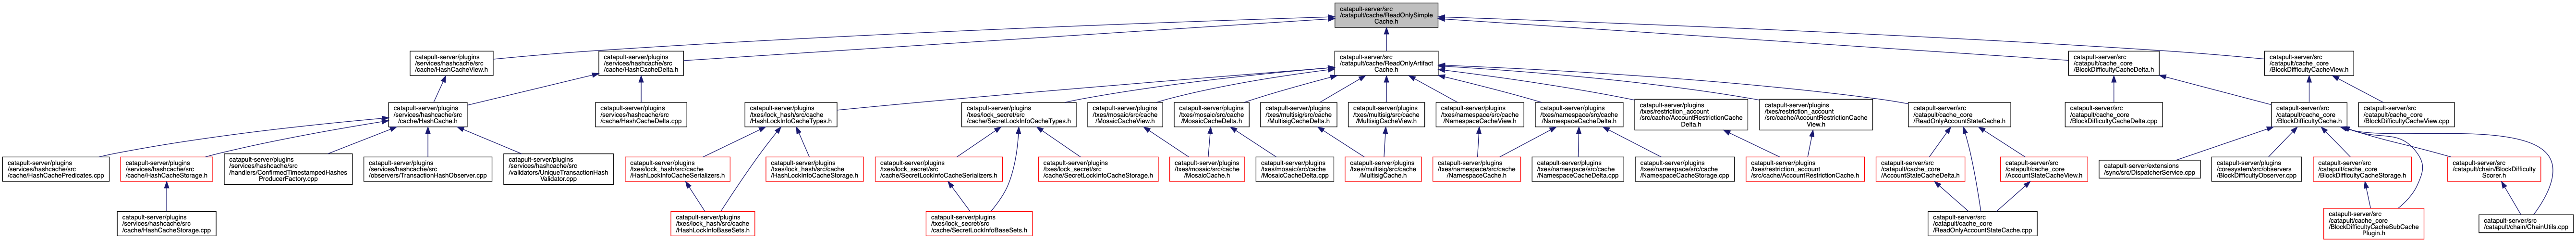 catapult-server/src
/catapult/cache/ReadOnlySimple
Cache.h
catapult-server/plugins
/services/hashcache/src
/cache/HashCacheView.h
catapult-server/plugins
/services/hashcache/src
/cache/HashCacheDelta.h
catapult-server/src
/catapult/cache/ReadOnlyArtifact
Cache.h
catapult-server/src
/catapult/cache_core
/BlockDifficultyCacheDelta.h
catapult-server/src
/catapult/cache_core
/BlockDifficultyCacheView.h
catapult-server/plugins
/services/hashcache/src
/cache/HashCache.h
catapult-server/plugins
/services/hashcache/src
/cache/HashCacheDelta.cpp
catapult-server/plugins
/txes/lock_hash/src/cache
/HashLockInfoCacheTypes.h
catapult-server/plugins
/txes/lock_secret/src
/cache/SecretLockInfoCacheTypes.h
catapult-server/plugins
/txes/mosaic/src/cache
/MosaicCacheView.h
catapult-server/plugins
/txes/mosaic/src/cache
/MosaicCacheDelta.h
catapult-server/plugins
/txes/multisig/src/cache
/MultisigCacheDelta.h
catapult-server/plugins
/txes/multisig/src/cache
/MultisigCacheView.h
catapult-server/plugins
/txes/namespace/src/cache
/NamespaceCacheView.h
catapult-server/plugins
/txes/namespace/src/cache
/NamespaceCacheDelta.h
catapult-server/plugins
/txes/restriction_account
/src/cache/AccountRestrictionCache
Delta.h
catapult-server/plugins
/txes/restriction_account
/src/cache/AccountRestrictionCache
View.h
catapult-server/src
/catapult/cache_core
/ReadOnlyAccountStateCache.h
catapult-server/src
/catapult/cache_core
/BlockDifficultyCacheDelta.cpp
catapult-server/src
/catapult/cache_core
/BlockDifficultyCache.h
catapult-server/src
/catapult/cache_core
/BlockDifficultyCacheView.cpp
catapult-server/plugins
/services/hashcache/src
/cache/HashCachePredicates.cpp
catapult-server/plugins
/services/hashcache/src
/cache/HashCacheStorage.h
catapult-server/plugins
/services/hashcache/src
/handlers/ConfirmedTimestampedHashes
ProducerFactory.cpp
catapult-server/plugins
/services/hashcache/src
/observers/TransactionHashObserver.cpp
catapult-server/plugins
/services/hashcache/src
/validators/UniqueTransactionHash
Validator.cpp
catapult-server/plugins
/txes/lock_hash/src/cache
/HashLockInfoCacheSerializers.h
catapult-server/plugins
/txes/lock_hash/src/cache
/HashLockInfoCacheStorage.h
catapult-server/plugins
/txes/lock_secret/src
/cache/SecretLockInfoCacheSerializers.h
catapult-server/plugins
/txes/lock_secret/src
/cache/SecretLockInfoCacheStorage.h
catapult-server/plugins
/txes/mosaic/src/cache
/MosaicCache.h
catapult-server/plugins
/txes/mosaic/src/cache
/MosaicCacheDelta.cpp
catapult-server/plugins
/txes/multisig/src/cache
/MultisigCache.h
catapult-server/plugins
/txes/namespace/src/cache
/NamespaceCache.h
catapult-server/plugins
/txes/namespace/src/cache
/NamespaceCacheDelta.cpp
catapult-server/plugins
/txes/namespace/src/cache
/NamespaceCacheStorage.cpp
catapult-server/plugins
/txes/restriction_account
/src/cache/AccountRestrictionCache.h
catapult-server/src
/catapult/cache_core
/AccountStateCacheDelta.h
catapult-server/src
/catapult/cache_core
/AccountStateCacheView.h
catapult-server/extensions
/sync/src/DispatcherService.cpp
catapult-server/plugins
/coresystem/src/observers
/BlockDifficultyObserver.cpp
catapult-server/src
/catapult/cache_core
/BlockDifficultyCacheStorage.h
catapult-server/src
/catapult/chain/BlockDifficulty
Scorer.h
catapult-server/plugins
/services/hashcache/src
/cache/HashCacheStorage.cpp
catapult-server/plugins
/txes/lock_hash/src/cache
/HashLockInfoBaseSets.h
catapult-server/plugins
/txes/lock_secret/src
/cache/SecretLockInfoBaseSets.h
catapult-server/src
/catapult/cache_core
/ReadOnlyAccountStateCache.cpp
catapult-server/src
/catapult/cache_core
/BlockDifficultyCacheSubCache
Plugin.h
catapult-server/src
/catapult/chain/ChainUtils.cpp